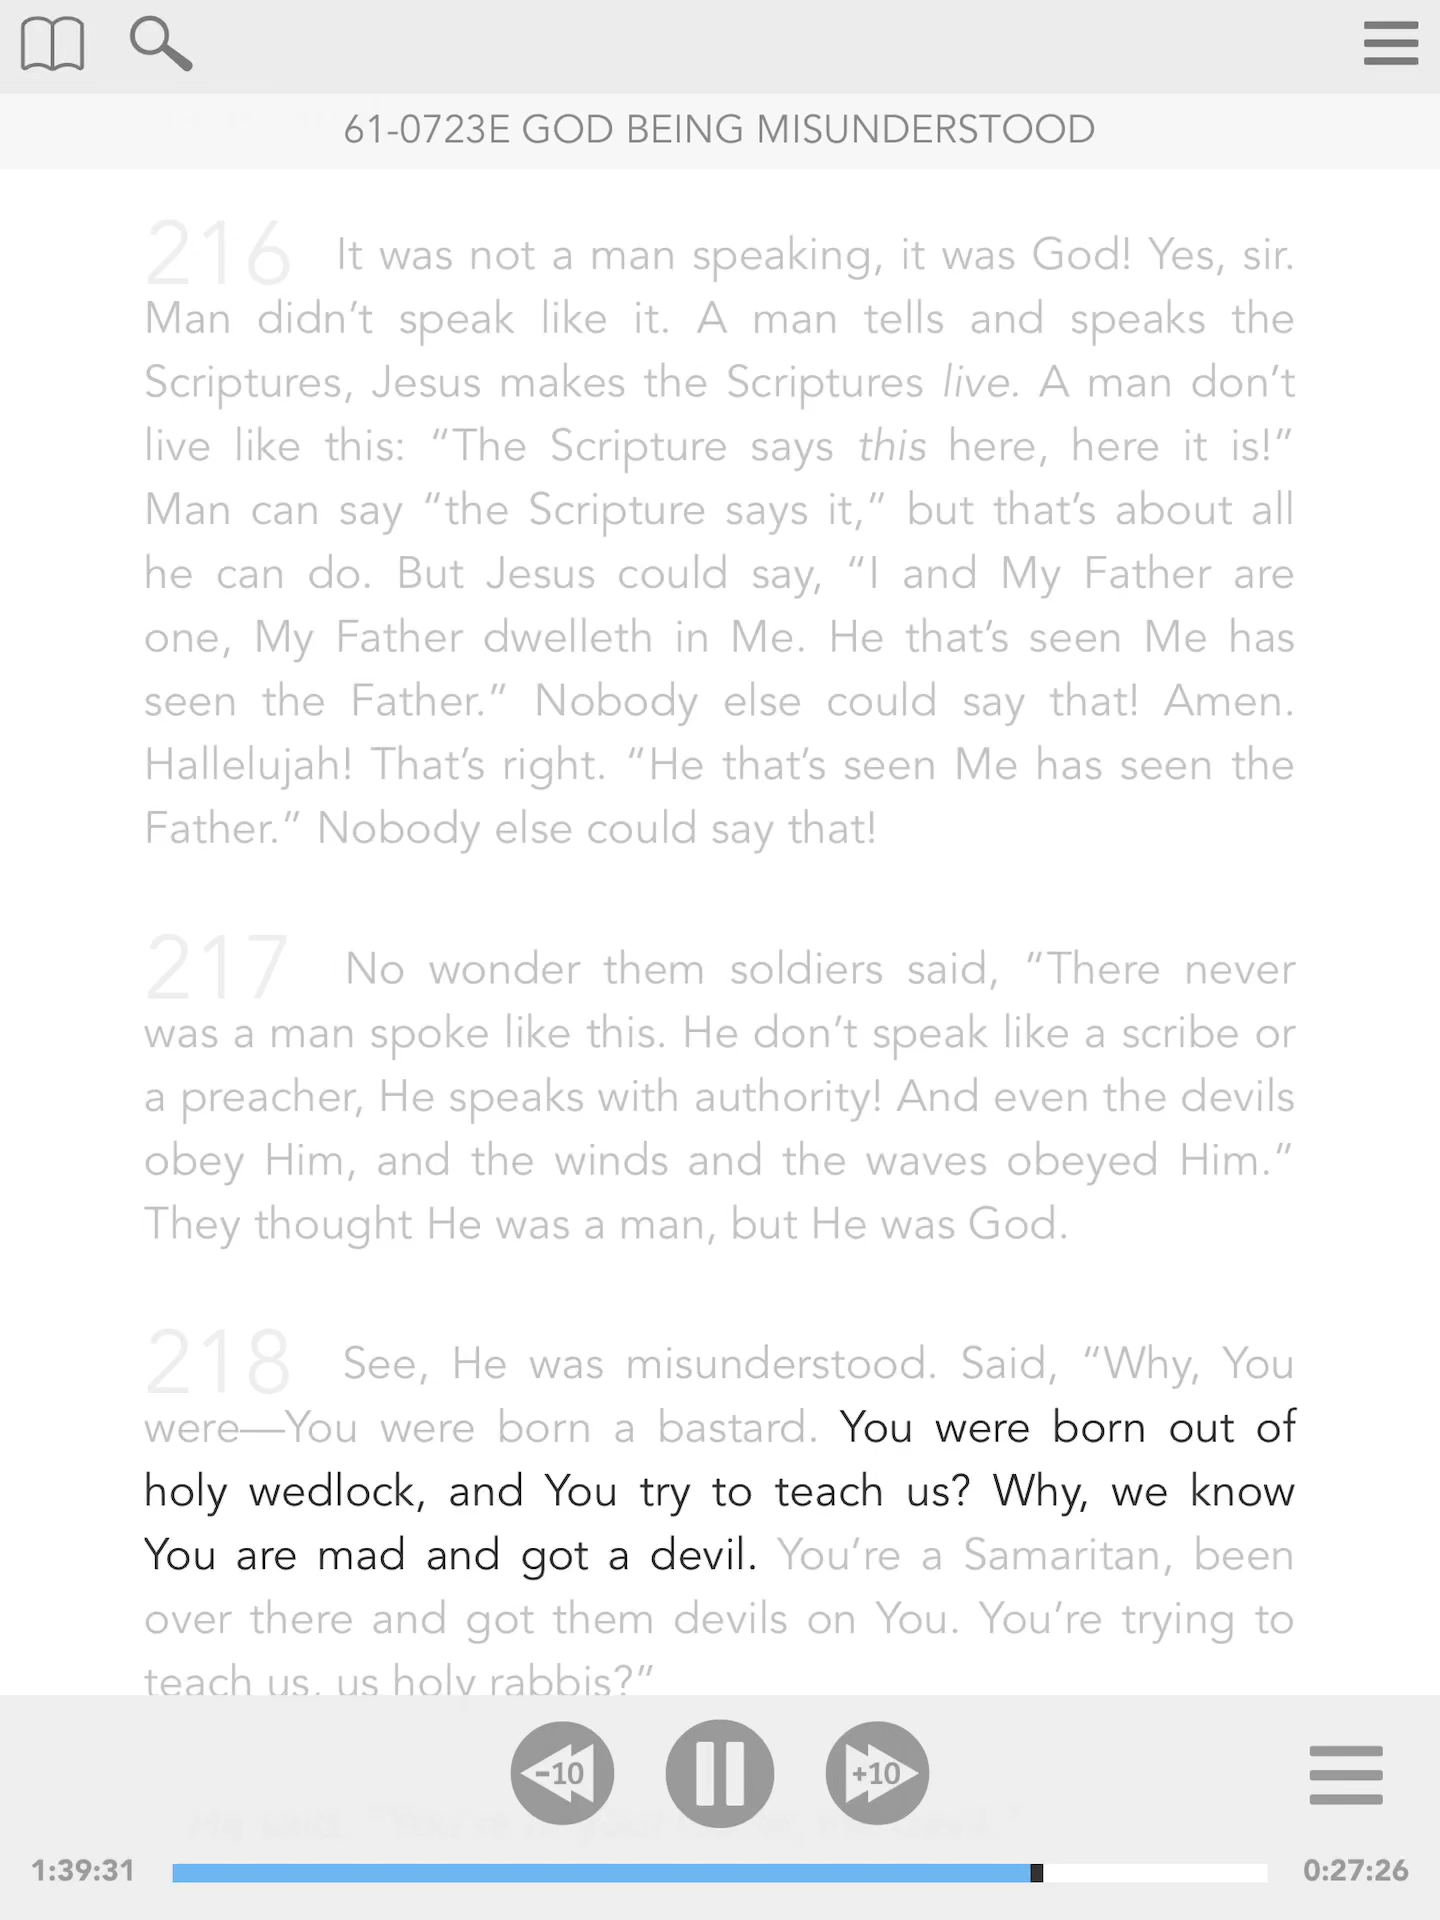 61-0723E GOD BEING MISUNDERSTOOD
216 It was not a man speaking, it was God! Yes, sir.
Man didn’t speak like it. A man tells and speaks the
Scriptures, Jesus makes the Scriptures live. A man don’t
live like this: “The Scripture says this here, here it is!”
Man can say “the Scripture says it,” but that’s about all
he can do. But Jesus could say, “I and My Father are
one, My Father dwelleth in Me. He that’s seen Me has
seen the Father.” Nobody else could say that! Amen.
Hallelujah! That’s right. “He that’s seen Me has seen the
Father.” Nobody else could say that!
217 No wonder them soldiers said, “There never
was a man spoke like this. He don’t speak like a scribe or
a preacher, He speaks with authority! And even the devils
obey Him, and the winds and the waves obeyed Him.”
They thought He was a man, but He was God.
218 See, He was misunderstood. Said, “Why, You
were—You were born a bastard. You were born out of
holy wedlock, and You try to teach us? Why, we know
You are mad and got a devil. You’re a Samaritan, been
over there and got them devils on You. You’re trying to
teach us, us holy rabbis?”
-10 +10
1:39:31 0:27:26